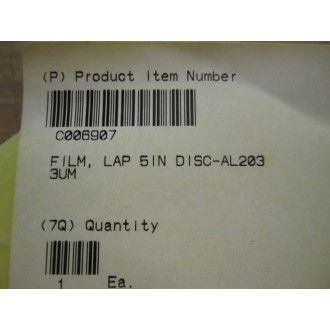 (P) Product Item Number
C006907
FILM, LAP 5IN DISC-AL203
3UM
(7Q) Quantity
1 Ea.